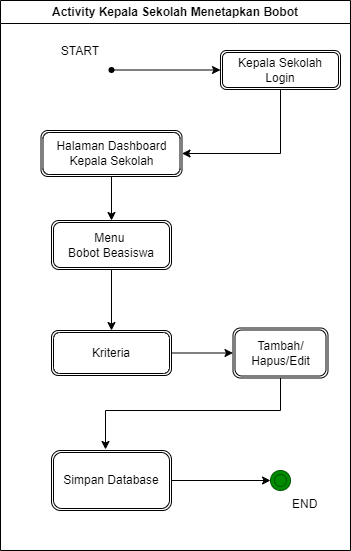 Activity Kepala Sekolah Menetapkan Bobot
START
Kepala Sekolah
Login
Halaman Dashboard
Kepala Sekolah
Menu
Bobot Beasiswa
Kriteria
Tambah/
Hapus/Edit
Simpan Database
END